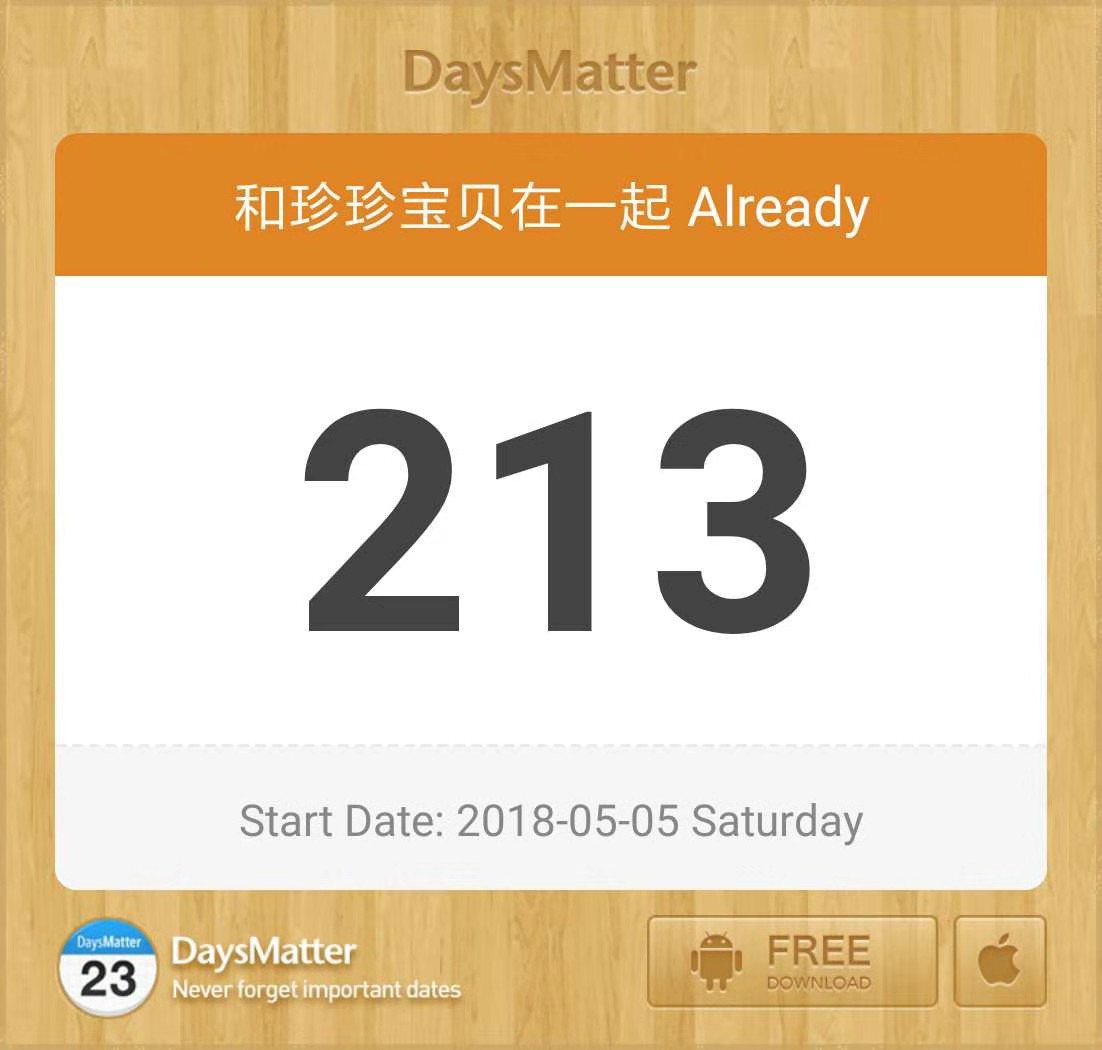 DaysMatter
和珍珍宝贝在一起 Already
213
Start Date: 2018-05-05 Saturday
DaysMatter
23
DaysMatter
Never forget important dates
FREE
DOWNLOAD